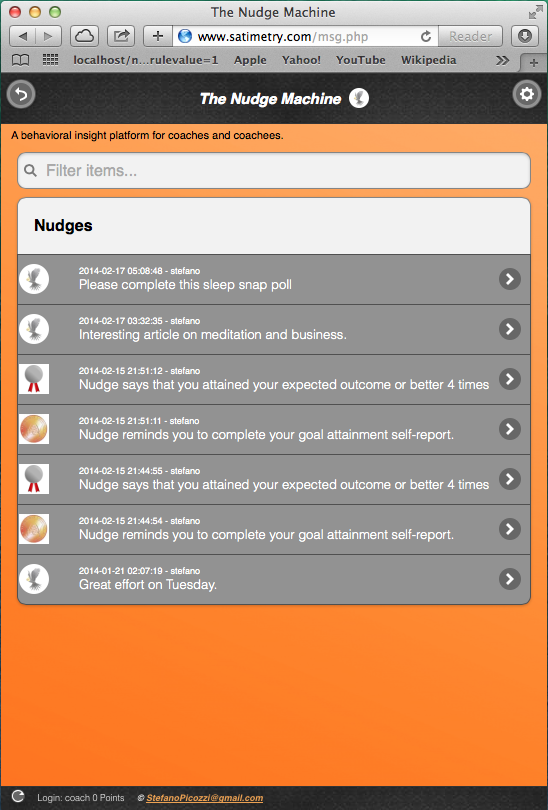 The Nudge Machine
www.satimetry.com/msg.php
Reader
localhost/n...rulevalue=1
Apple
Yahoo!
YouTube
Wikipedia
The Nudge Machine
A behavioral insight platform for coaches and coachees.
Filter items...
Nudges
2014-02-17 05:08:48 - stefano
Please complete this sleep snap poll
2014-02-17 03:32:35 - stefano
Interesting article on meditation and business.
2014-02-15 21:51:12 - stefano
Nudge says that you attained your expected outcome or better 4 times
2014-02-15 21:51:11 - stefano
Nudge reminds you to complete your goal attainment self-report.
2014-02-15 21:44:55 - stefano
Nudge says that you attained your expected outcome or better 4 times
2014-02-15 21:44:54 - stefano
Nudge reminds you to complete your goal attainment self-report.
2014-01-21 02:07:19 - stefano
Great effort on Tuesday.
Login: coach 0 Points © StefanoPicozzi@gmail.com